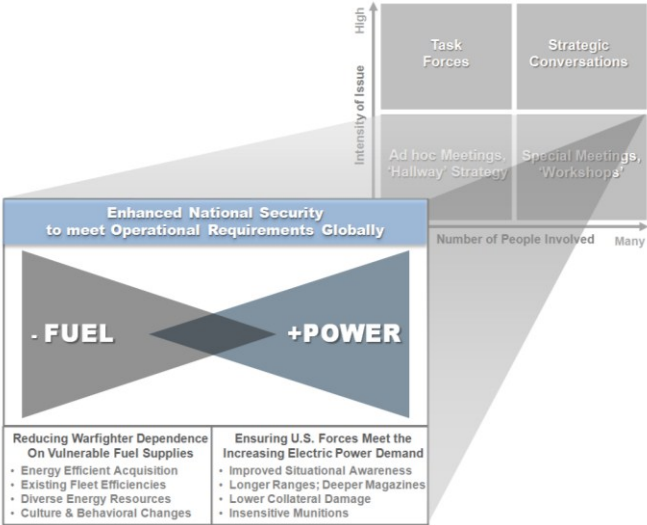 High
Intensity of Issue
Task
Forces
Strategic
Conversations
Ad hoc Meetings,
'Hallway' Strategy
Special Meetings,
'Workshops'
Number of People Involved
Many
Enhanced National Security
to meet Operational Requirements Globally
- FUEL
+POWER
Reducing Warfighter Dependence
On Vulnerable Fuel Supplies
• Energy Efficient Acquisition
• Existing Fleet Efficiencies
• Diverse Energy Resources
• Culture & Behavioral Changes
Ensuring U.S. Forces Meet the
Increasing Electric Power Demand
• Improved Situational Awareness
• Longer Ranges; Deeper Magazines
• Lower Collateral Damage
• Insensitive Munitions